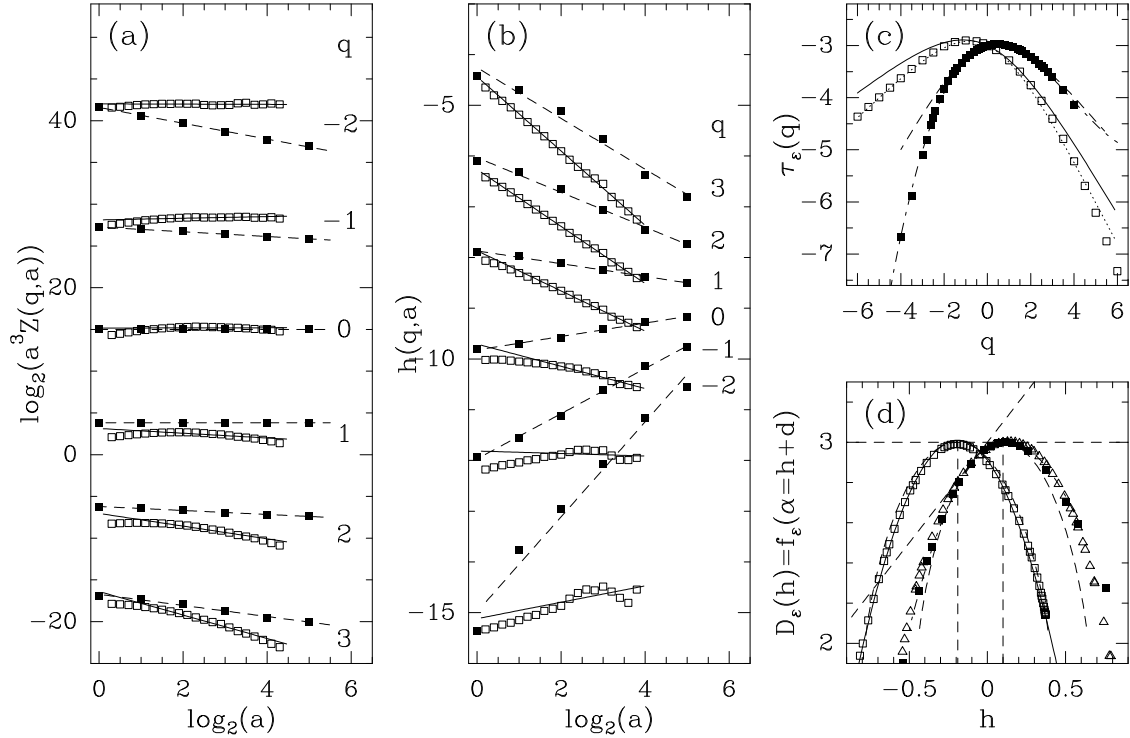 (a)
q
−2
−1
0
1
2
3
40
20
0
−20
log2(a³Z(q,a))
0 2 4 6
log2(a)
(b)
q
3
2
1
0
−1
−2
−5
−10
−15
h(q,a)
0 2 4 6
log2(a)
(c)
−3
−4
−5
−6
−7
τε(q)
−6 −4 −2 0 2 4 6
q
(d)
3
2
Dε(h)=fε(α=h+d)
−0.5 0 0.5
h